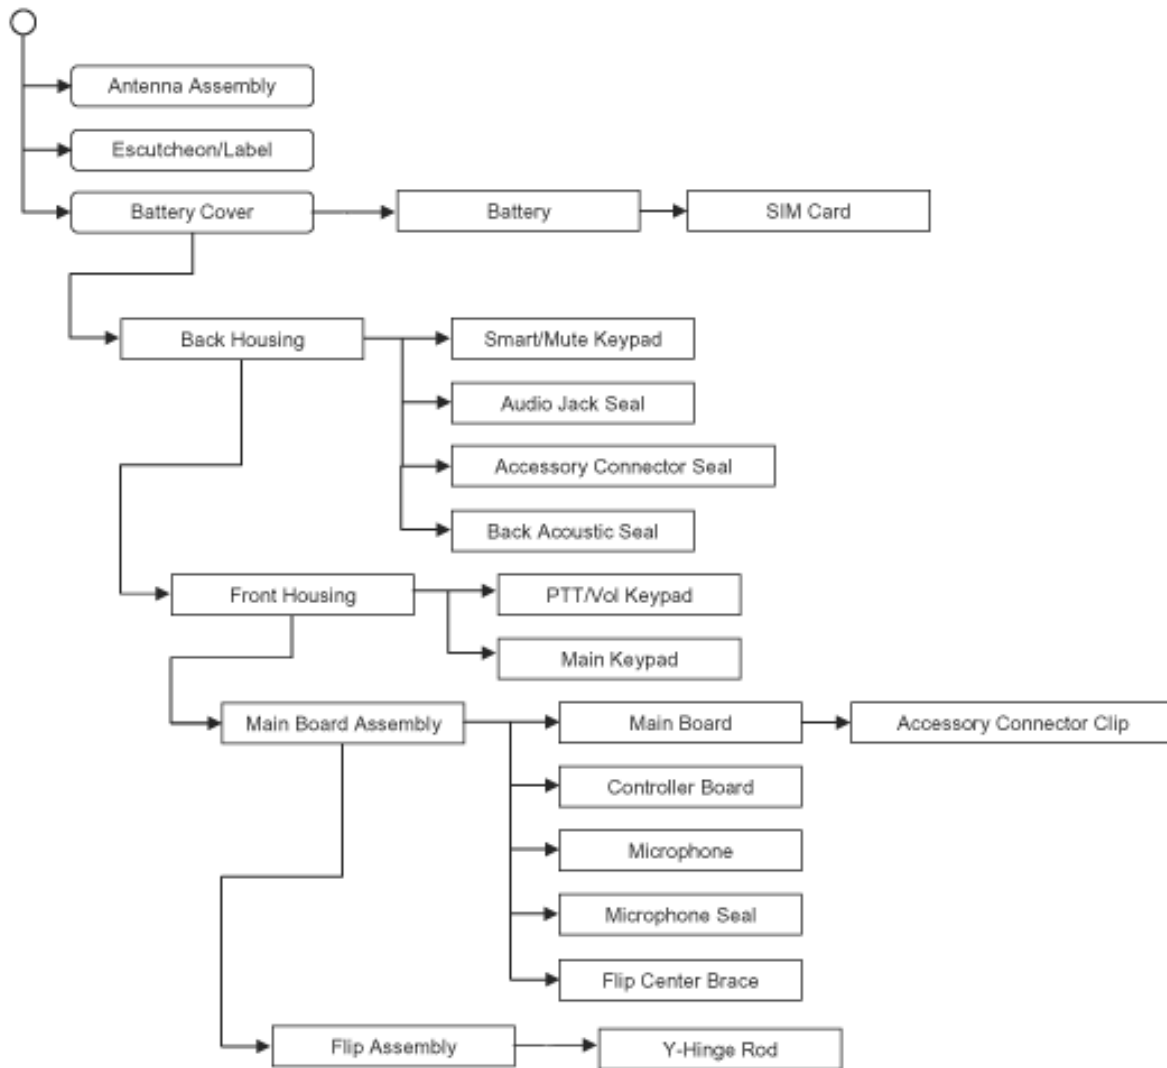 Antenna Assembly
Escutcheon/Label
Battery Cover
Battery
SIM Card
Back Housing
Smart/Mute Keypad
Audio Jack Seal
Accessory Connector Seal
Back Acoustic Seal
Front Housing
PTT/Vol Keypad
Main Keypad
Main Board Assembly
Main Board
Accessory Connector Clip
Controller Board
Microphone
Microphone Seal
Flip Center Brace
Flip Assembly
Y-Hinge Rod